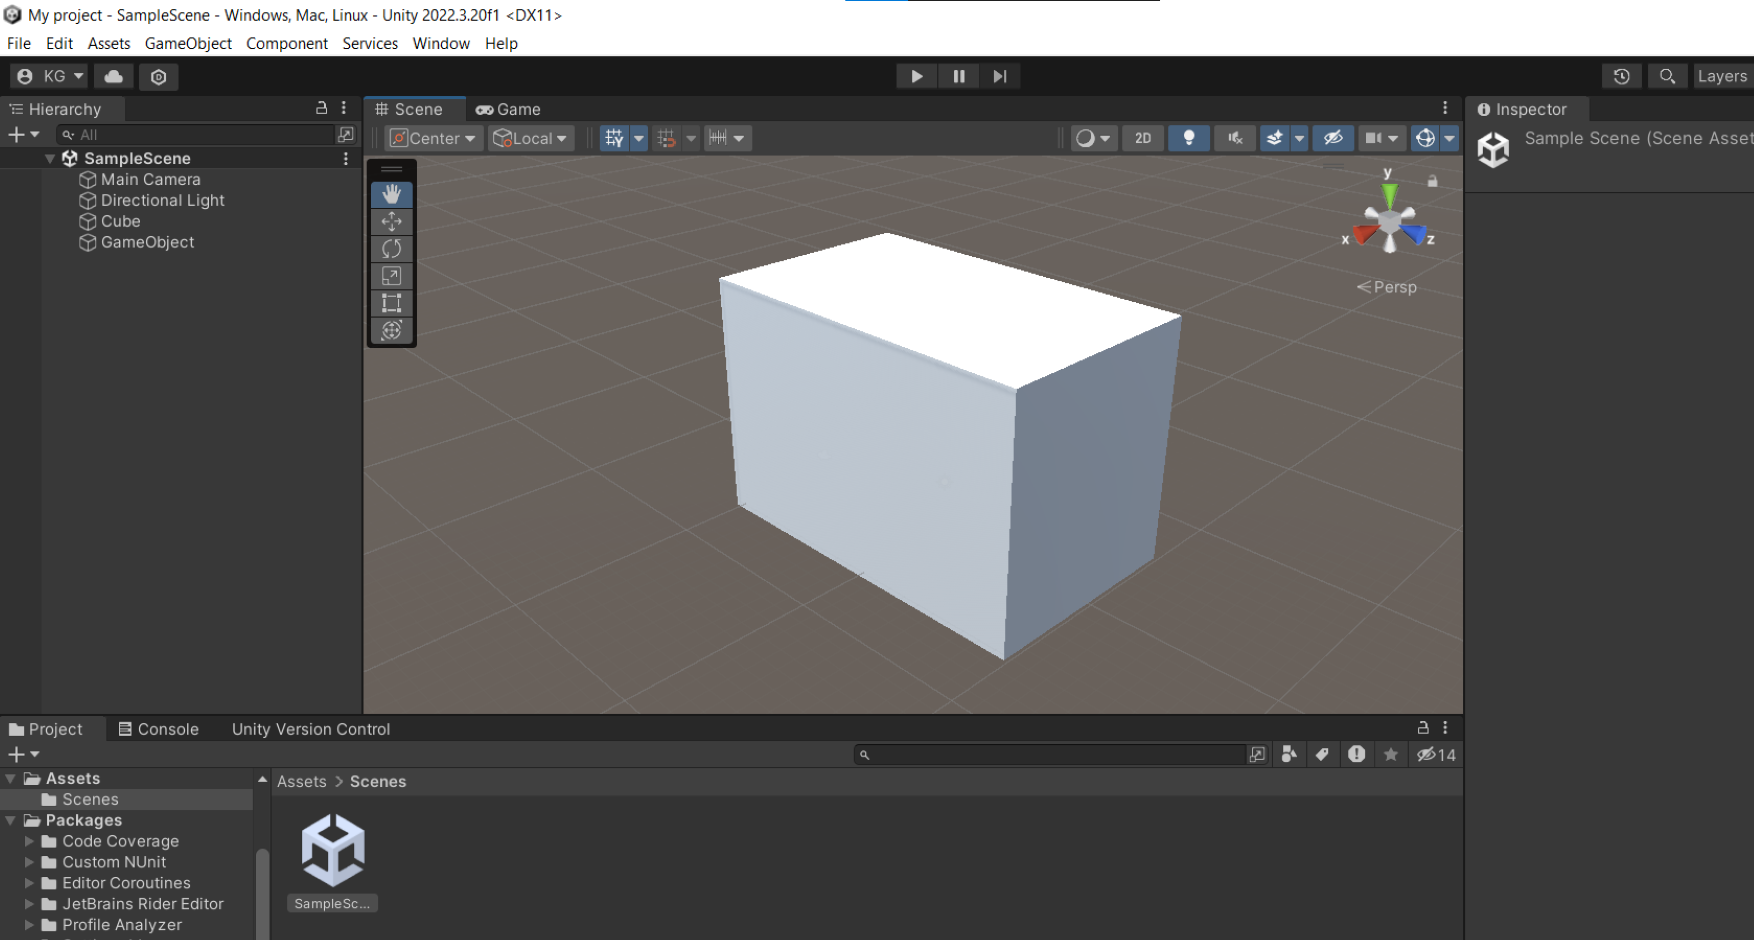 My project - SampleScene - Windows, Mac, Linux - Unity 2022.3.20f1 <DX11>
File Edit Assets GameObject Component Services Window Help
KG Layers
Hierarchy
All
SampleScene
Main Camera
Directional Light
Cube
GameObject
Scene Game
Center Local 2D
y
x z
Persp
Inspector
Sample Scene (Scene Asset
Project Console Unity Version Control
14
Assets
Scenes
Packages
Code Coverage
Custom NUnit
Editor Coroutines
JetBrains Rider Editor
Profile Analyzer
Assets > Scenes
SampleSc...